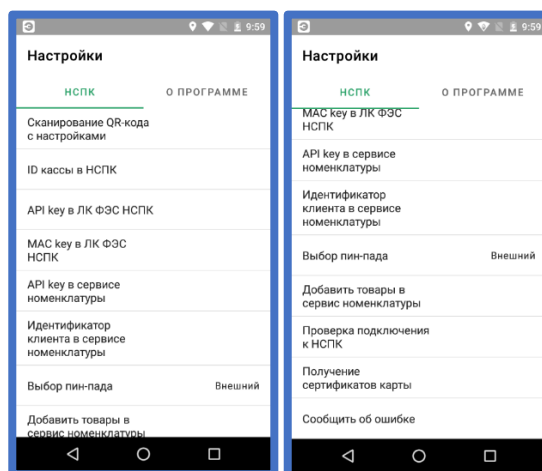 9:59
Настройки
НСПК
О ПРОГРАММЕ
Сканирование QR-кода
с настройками
ID кассы в НСПК
API key в ЛК ФЭС НСПК
MAC key в ЛК ФЭС
НСПК
API key в сервисе
номенклатуры
Идентификатор
клиента в сервисе
номенклатуры
Выбор пин-пада
Внешний
Добавить товары в
сервис номенклатуры
9:59
Настройки
НСПК
О ПРОГРАММЕ
MAC key в ЛК ФЭС
НСПК
API key в сервисе
номенклатуры
Идентификатор
клиента в сервисе
номенклатуры
Выбор пин-пада
Внешний
Добавить товары в
сервис номенклатуры
Проверка подключения
к НСПК
Получение
сертификатов карты
Сообщить об ошибке